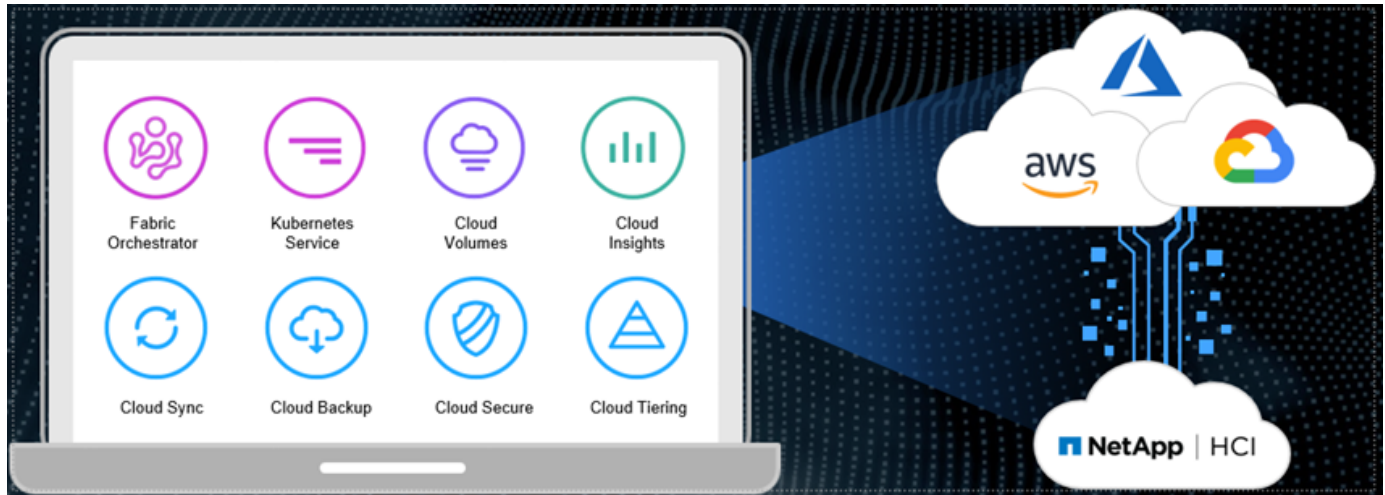 Fabric
Orchestrator
Kubernetes
Service
Cloud
Volumes
Cloud
Insights
Cloud Sync
Cloud Backup
Cloud Secure
Cloud Tiering
aws
NetApp | HCI